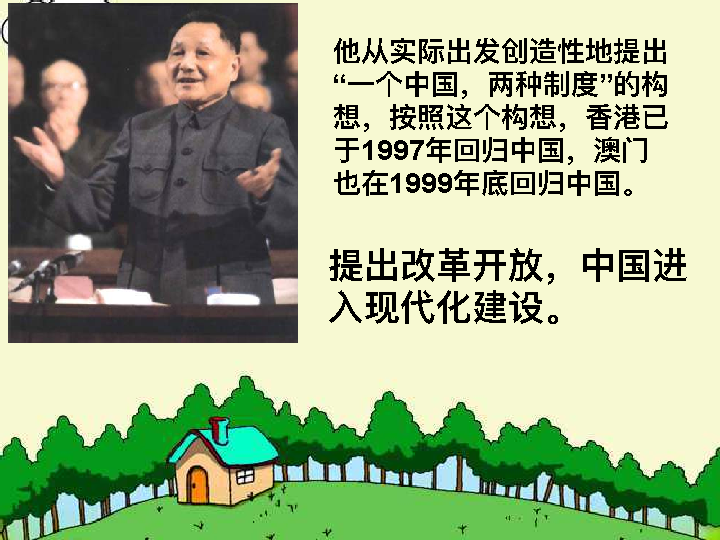 他从实际出发创造性地提出
“一个中国，两种制度”的构
想，按照这个构想，香港已
于1997年回归中国，澳门
也在1999年底回归中国。
提出改革开放，中国进
入现代化建设。